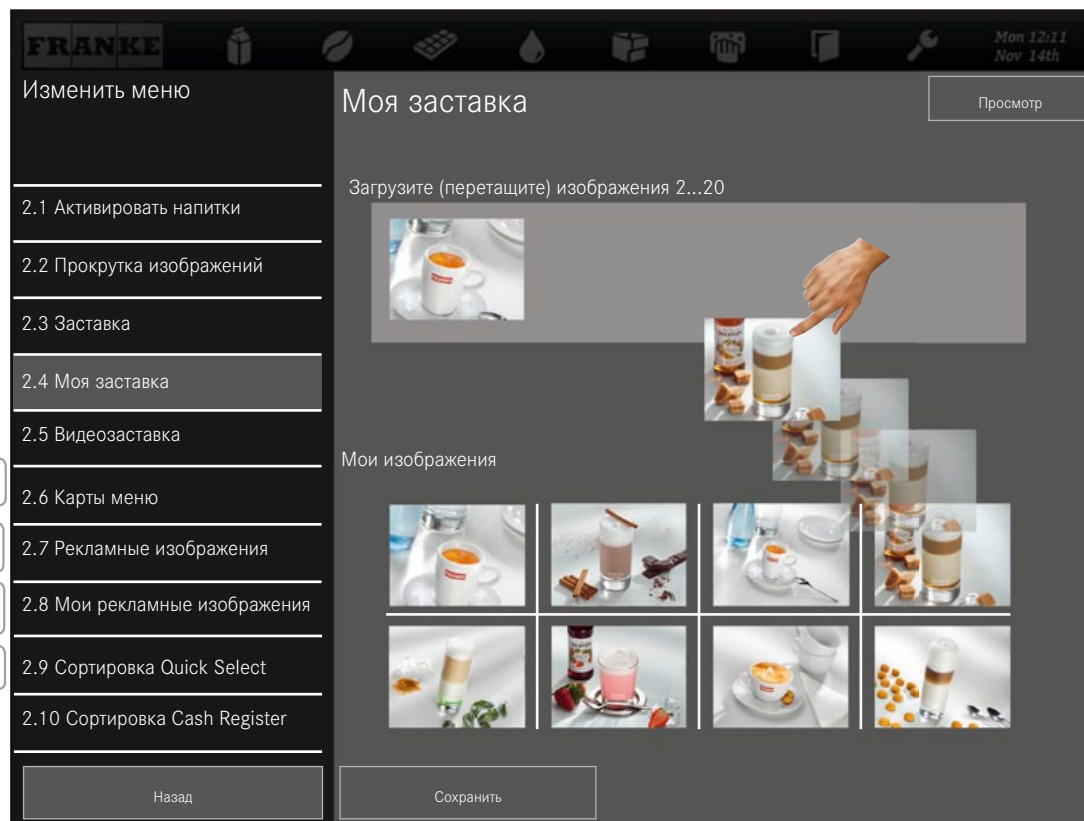 FRANKE
Mon 12:11
Nov 14th
Изменить меню
2.1 Активировать напитки
2.2 Прокрутка изображений
2.3 Заставка
2.4 Моя заставка
2.5 Видеозаставка
2.6 Карты меню
2.7 Рекламные изображения
2.8 Мои рекламные изображения
2.9 Сортировка Quick Select
2.10 Сортировка Cash Register
Назад
Моя заставка
Просмотр
Загрузите (перетащите) изображения 2...20
Мои изображения
Сохранить